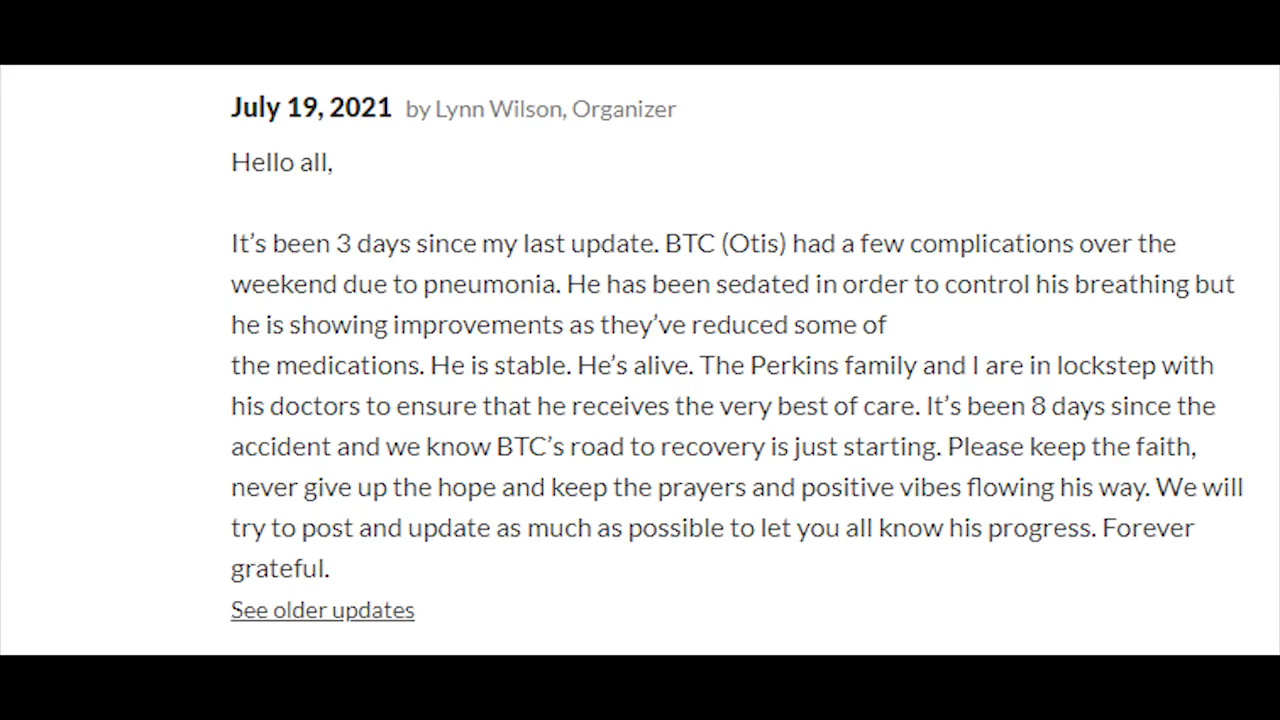 July 19, 2021 by Lynn Wilson, Organizer
Hello all,
It’s been 3 days since my last update. BTC (Otis) had a few complications over the
weekend due to pneumonia. He has been sedated in order to control his breathing but
he is showing improvements as they’ve reduced some of
the medications. He is stable. He’s alive. The Perkins family and I are in lockstep with
his doctors to ensure that he receives the very best of care. It’s been 8 days since the
accident and we know BTC’s road to recovery is just starting. Please keep the faith,
never give up the hope and keep the prayers and positive vibes flowing his way. We will
try to post and update as much as possible to let you all know his progress. Forever
grateful.
See older updates